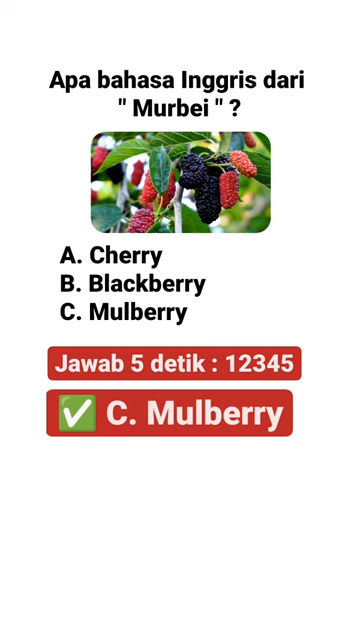 Apa bahasa Inggris dari
" Murbei " ?
A. Cherry
B. Blackberry
C. Mulberry
Jawab 5 detik : 12345
✅ C. Mulberry